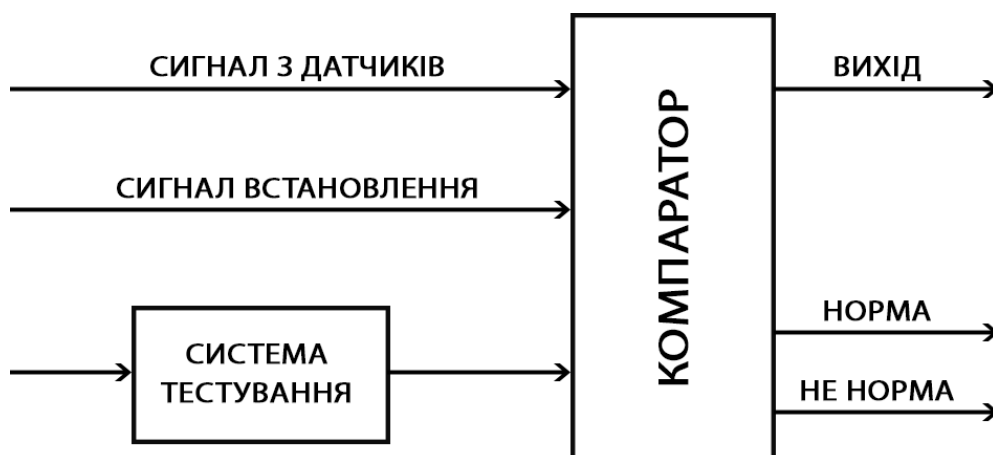 СИГНАЛ З ДАТЧИКІВ
СИГНАЛ ВСТАНОВЛЕННЯ
СИСТЕМА
ТЕСТУВАННЯ
КОМПАРАТОР
ВИХІД
НОРМА
НЕ НОРМА